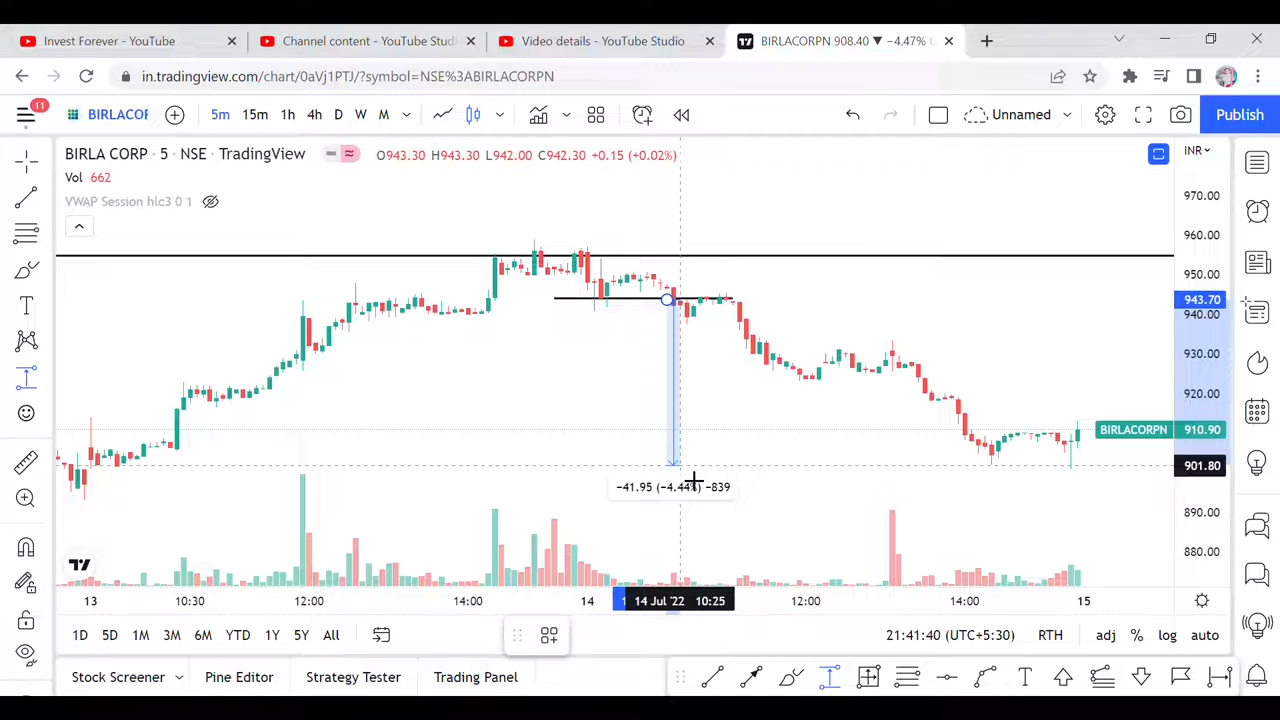 Invest Forever - YouTube
Channel content - YouTube Studi
Video details - YouTube Studio
BIRLACORPN 908.40 ▼ −4.47% U
in.tradingview.com/chart/0aVj1PTJ/?symbol=NSE%3ABIRLACORPN
11
BIRLACOR
5m 15m 1h 4h D W M
Unnamed
Publish
BIRLA CORP · 5 · NSE · TradingView
O943.30 H943.30 L942.00 C942.30 +0.15 (+0.02%)
INR
Vol 662
VWAP Session hlc3 0 1
970.00
960.00
950.00
943.70
940.00
930.00
920.00
BIRLACORPN 910.90
901.80
−41.95 (−4.44%) −839
890.00
880.00
13 10:30 12:00 14:00 14 14 Jul '22 10:25 12:00 14:00 15
1D 5D 1M 3M 6M YTD 1Y 5Y All
21:41:40 (UTC+5:30) RTH adj % log auto
Stock Screener Pine Editor Strategy Tester Trading Panel